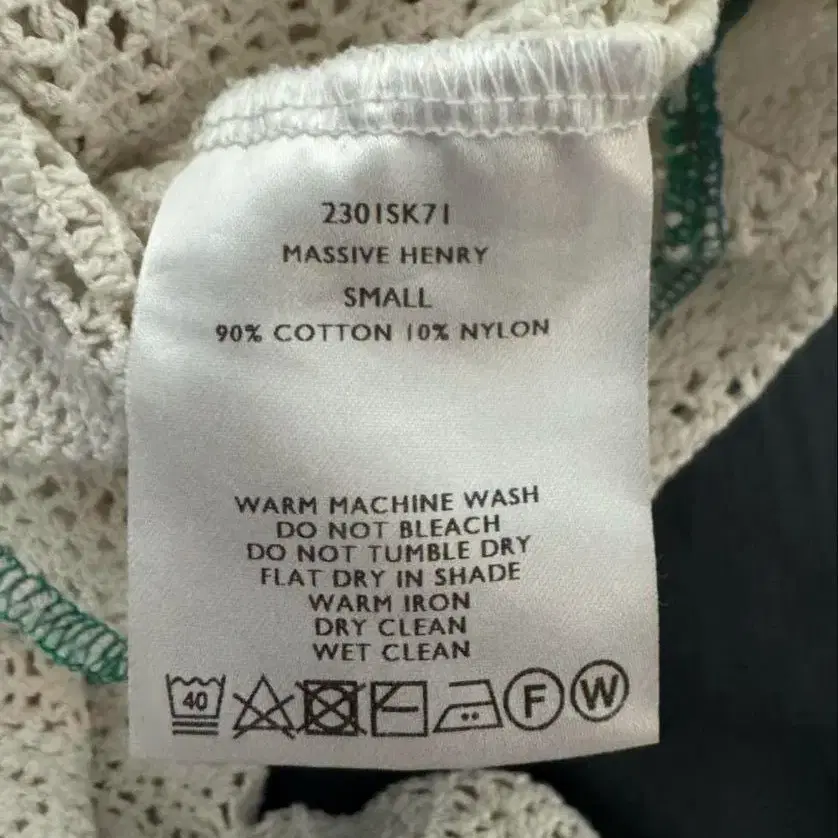 2301SK71
MASSIVE HENRY
SMALL
90% COTTON 10% NYLON
WARM MACHINE WASH
DO NOT BLEACH
DO NOT TUMBLE DRY
FLAT DRY IN SHADE
WARM IRON
DRY CLEAN
WET CLEAN
40 F W